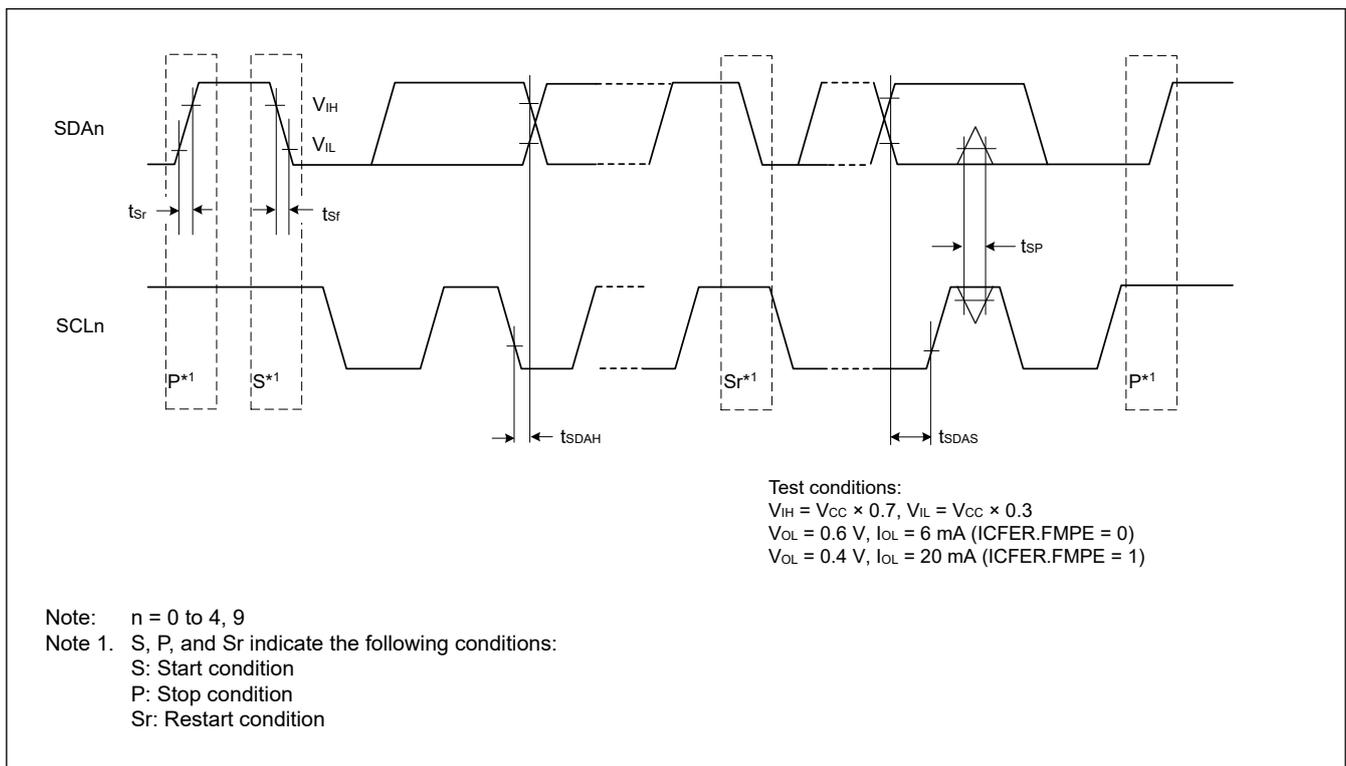 SDAn
VIH
VIL
tSr
tSf
tSP
SCLn
P*1
S*1
Sr*1
P*1
tSDAH
tSDAS
Test conditions:
VIH = VCC × 0.7, VIL = VCC × 0.3
VOL = 0.6 V, IOL = 6 mA (ICFER.FMPE = 0)
VOL = 0.4 V, IOL = 20 mA (ICFER.FMPE = 1)
Note: n = 0 to 4, 9
Note 1. S, P, and Sr indicate the following conditions:
S: Start condition
P: Stop condition
Sr: Restart condition